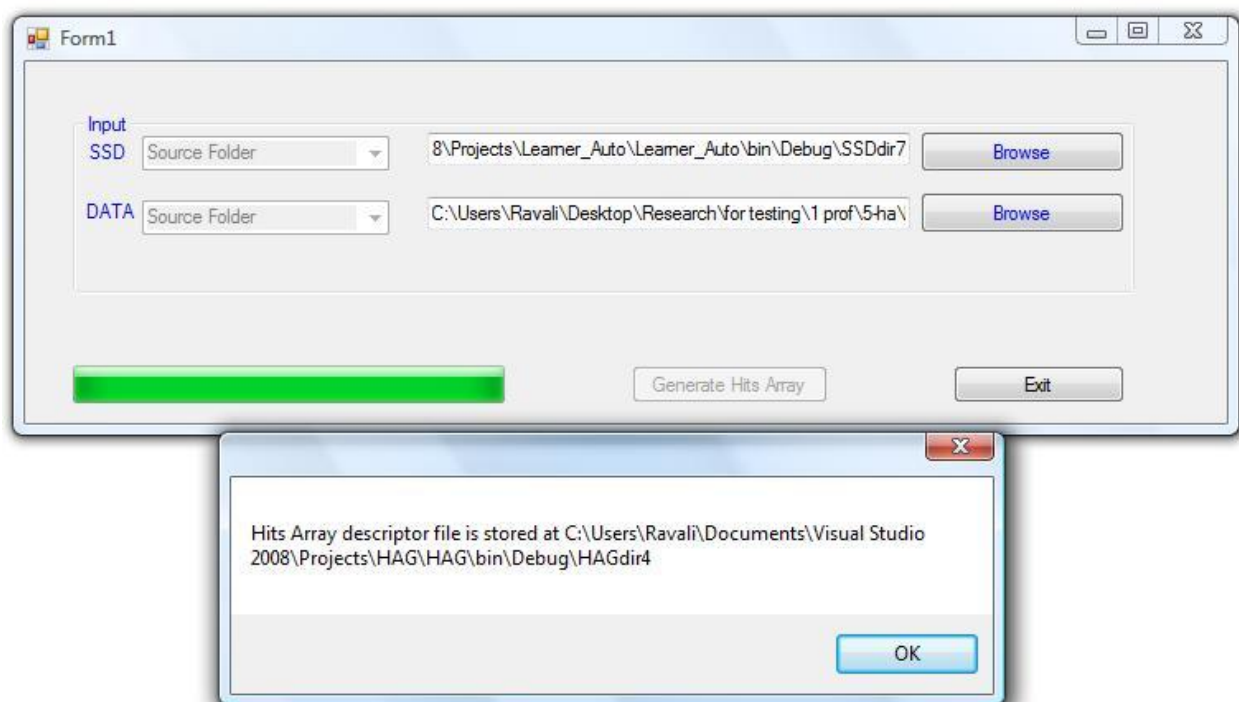 Form1
Input
SSD Source Folder 8\Projects\Learner_Auto\Learner_Auto\bin\Debug\SSDdir7 Browse
DATA Source Folder C:\Users\Ravali\Desktop\Research\for testing\1 prof\5-ha\ Browse
Generate Hits Array Exit
Hits Array descriptor file is stored at C:\Users\Ravali\Documents\Visual Studio
2008\Projects\HAG\HAG\bin\Debug\HAGdir4
OK